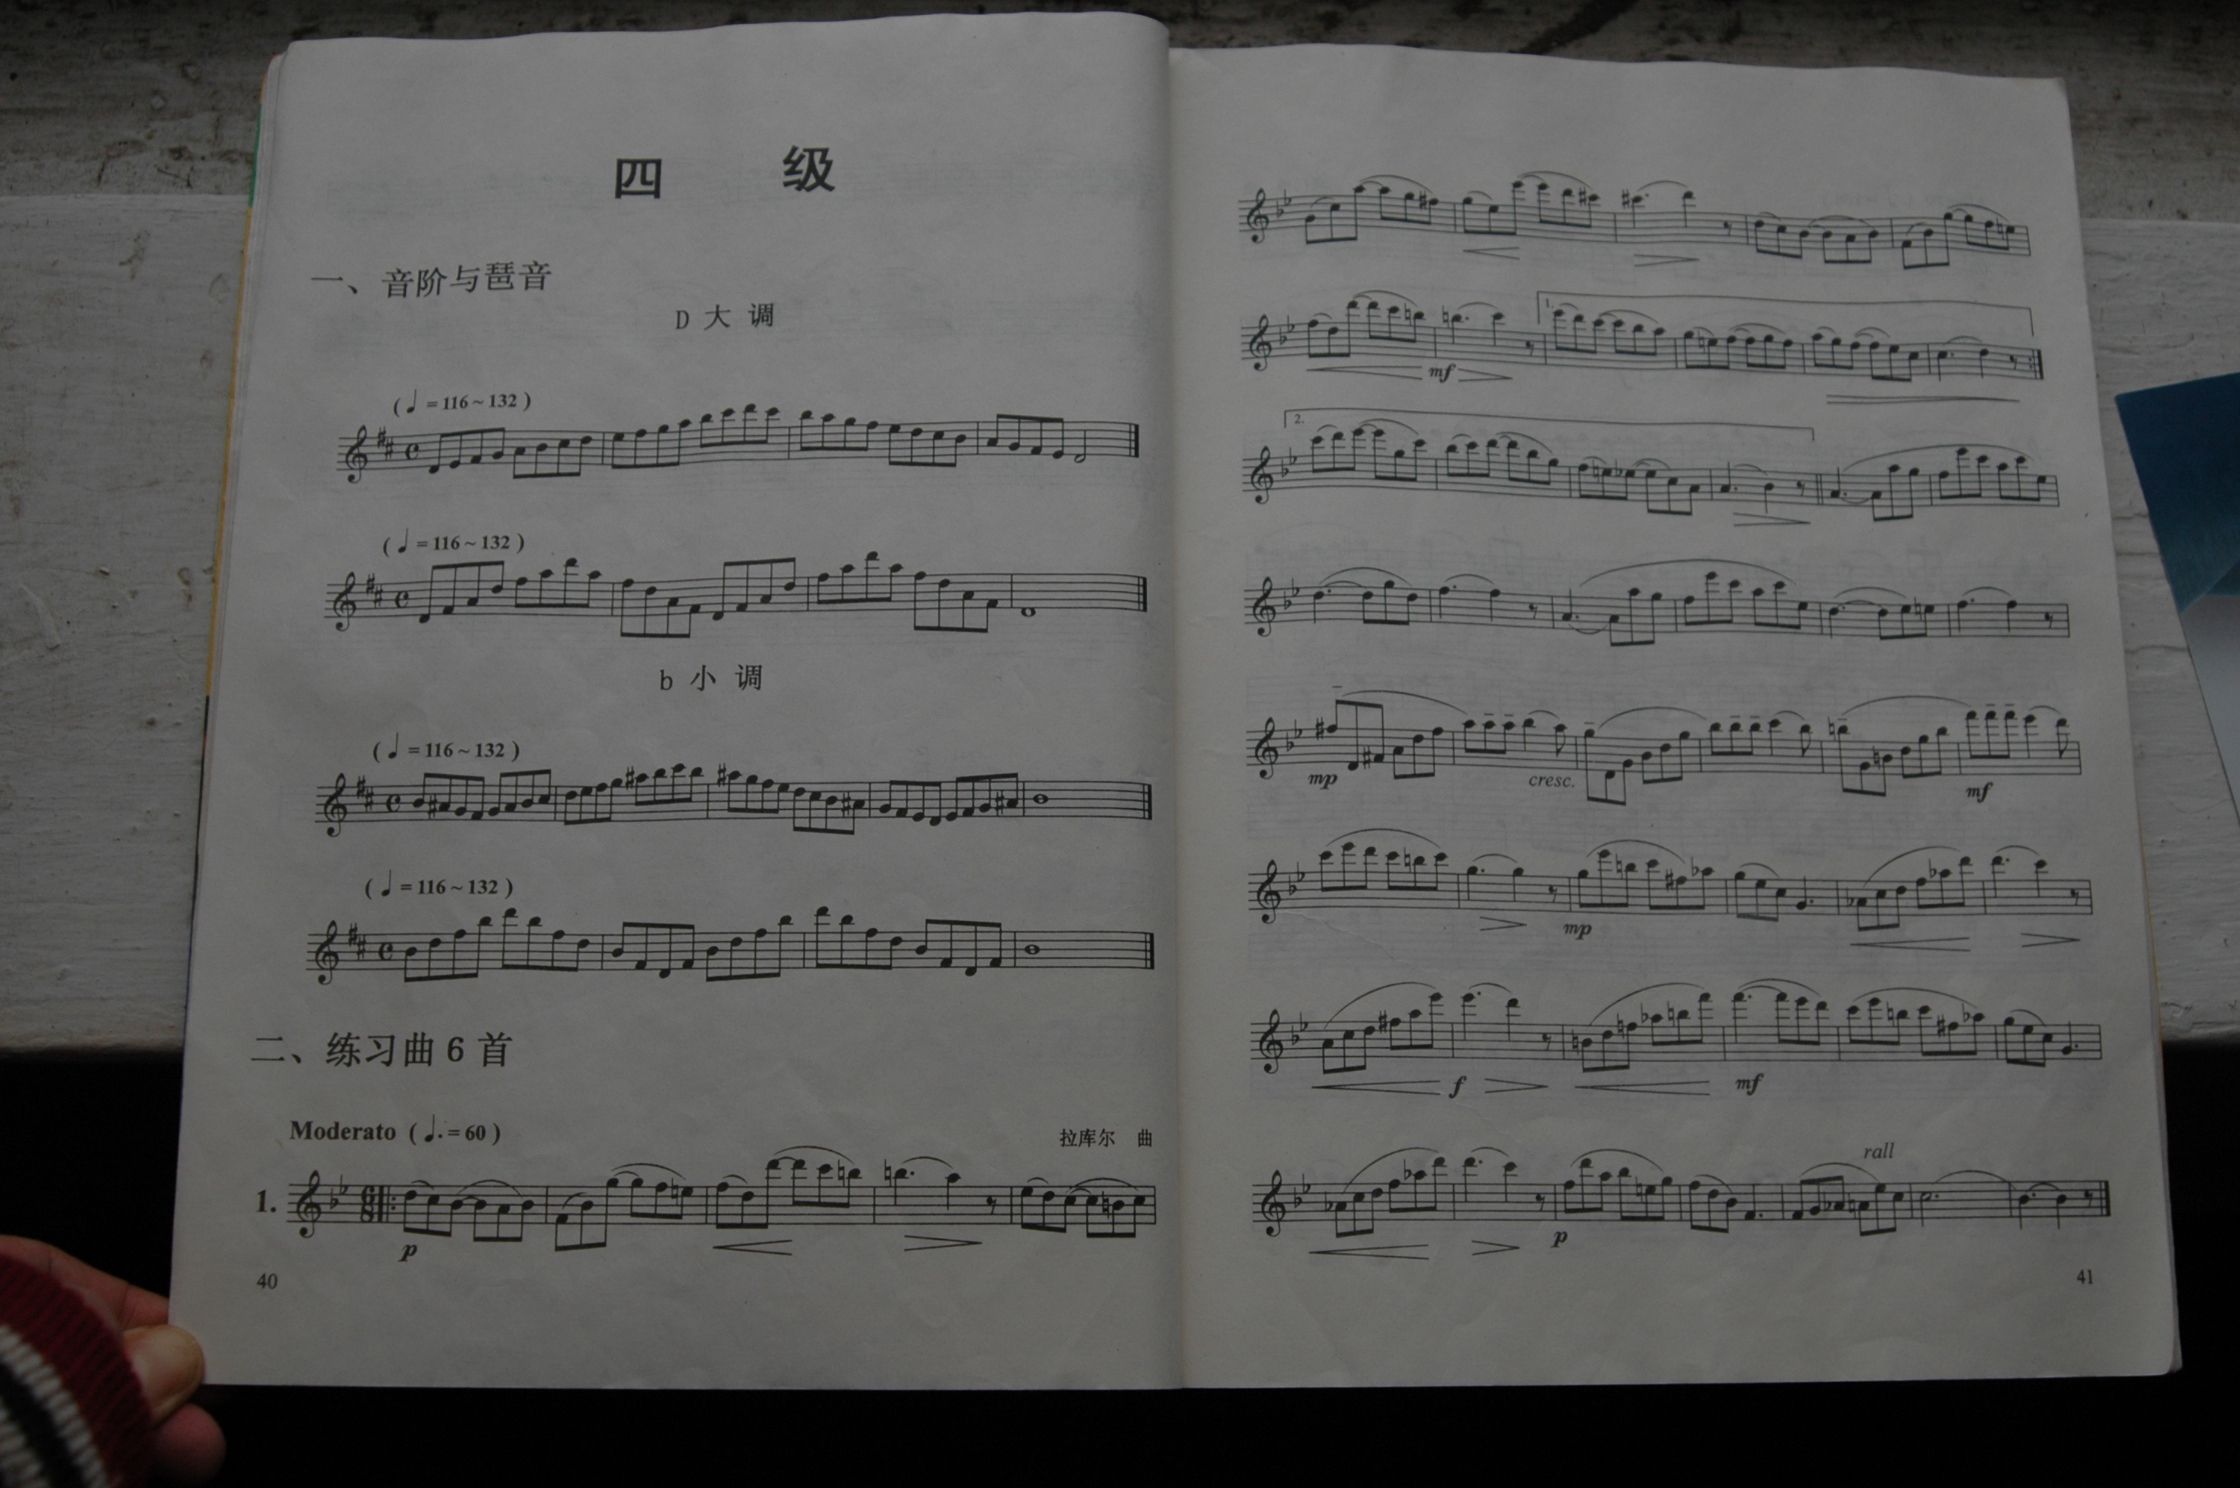 四 级
一、音阶与琶音
D 大 调
(♩=116~132)
(♩=116~132)
b 小 调
(♩=116~132)
(♩=116~132)
二、练习曲 6 首
Moderato (♩.=60)
拉库尔 曲
1.
p
40
1.
mf
2.
mp cresc. mf
mp
f mf
rall
p
41